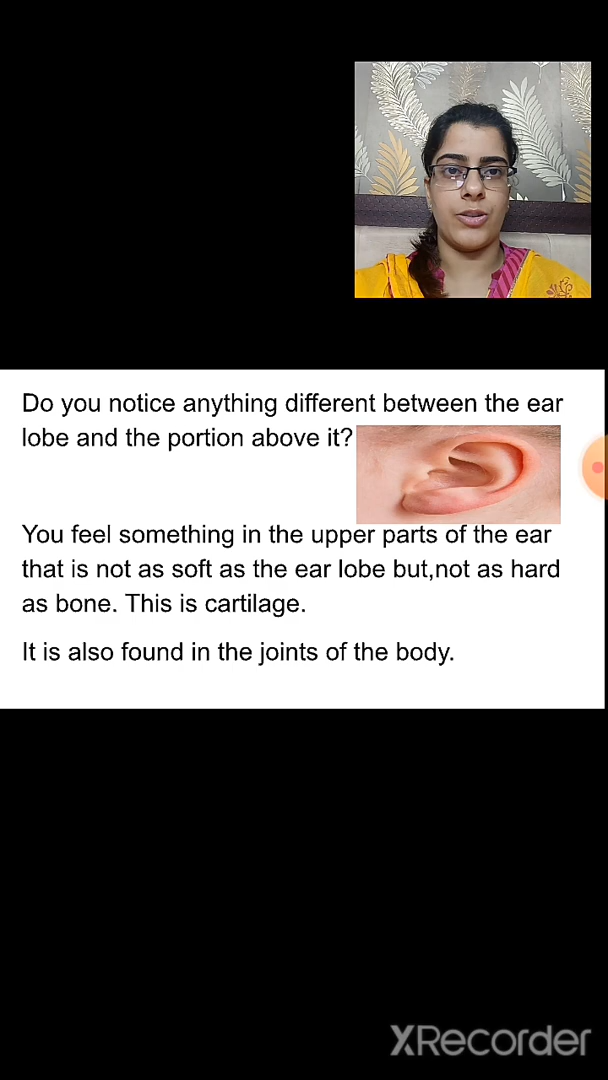 Do you notice anything different between the ear
lobe and the portion above it?
You feel something in the upper parts of the ear
that is not as soft as the ear lobe but,not as hard
as bone. This is cartilage.
It is also found in the joints of the body.
XRecorder